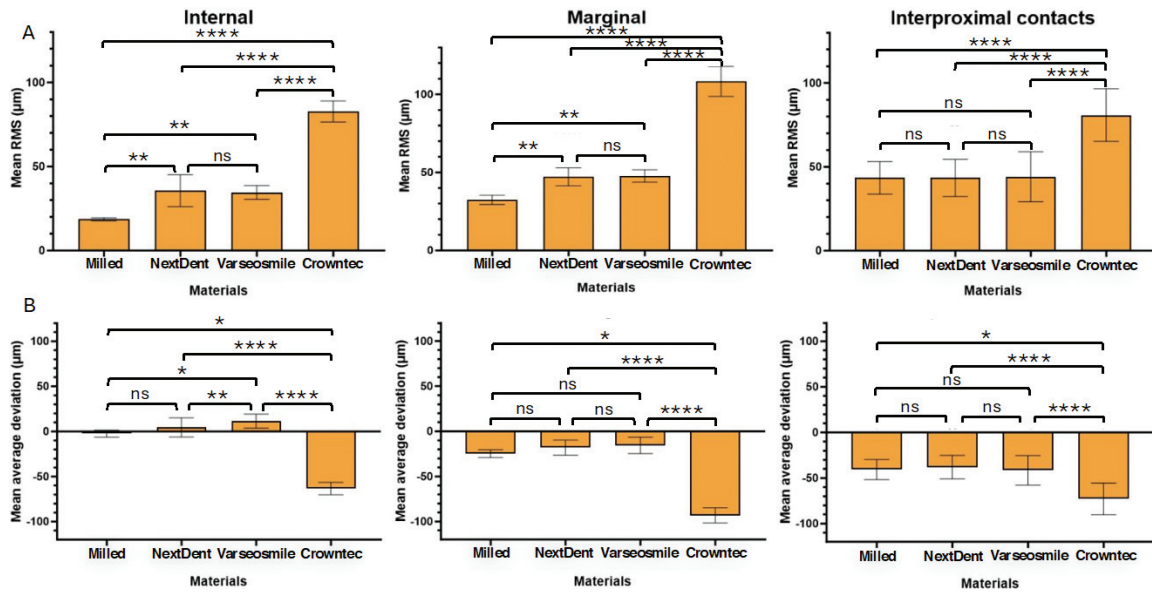 Internal
Marginal
Interproximal contacts
A
Mean RMS (µm)
100
50
0
****
****
****
**
**
ns
Milled NextDent Varseosmile Crowntec
Materials
Mean RMS (µm)
100
50
0
****
****
****
**
**
ns
Milled NextDent Varseosmile Crowntec
Materials
Mean RMS (µm)
100
50
0
****
****
****
ns
ns
ns
Milled NextDent Varseosmile Crowntec
Materials
B
Mean average deviation (µm)
100
50
0
-50
-100
*
****
*
ns ** ****
Milled NextDent Varseosmile Crowntec
Materials
Mean average deviation (µm)
100
50
0
-50
-100
*
****
ns
ns ns ****
Milled NextDent Varseosmile Crowntec
Materials
Mean average deviation (µm)
100
50
0
-50
-100
*
****
ns
ns ns ****
Milled NextDent Varseosmile Crowntec
Materials